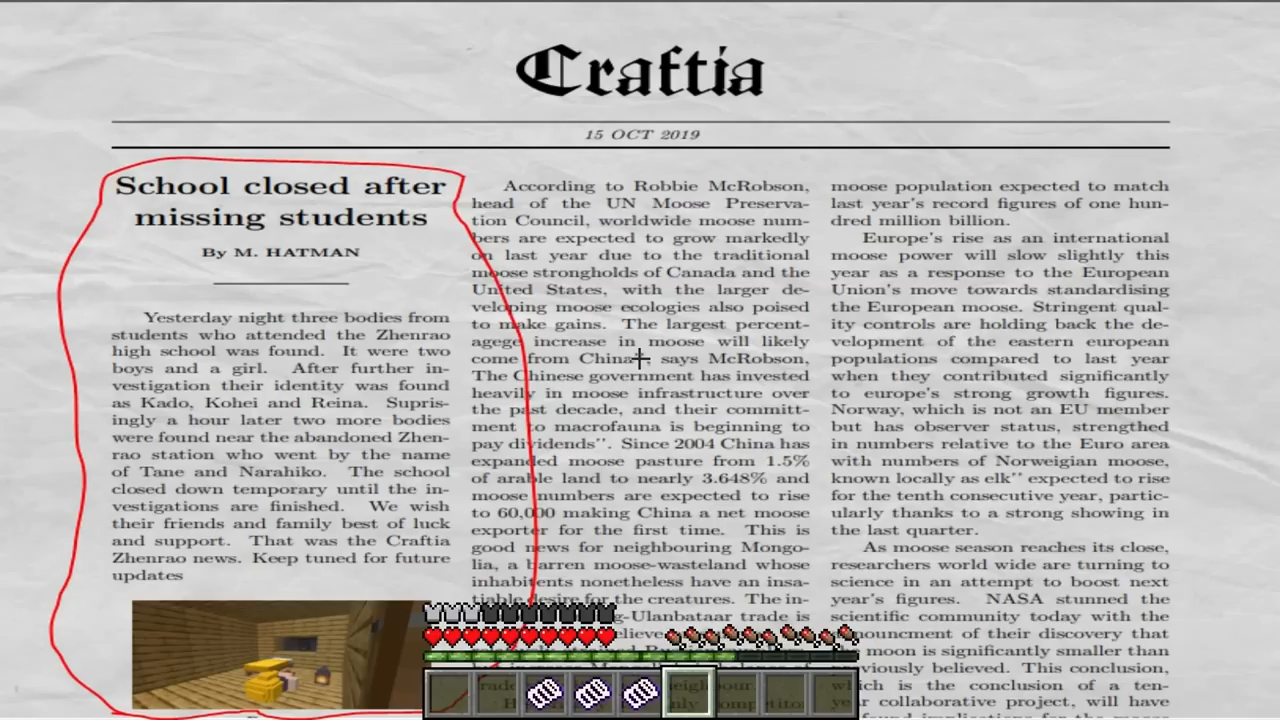 Craftia
15 OCT 2019
School closed after
missing students
By M. HATMAN
Yesterday night three bodies from
students who attended the Zhenrao
high school was found. It were two
boys and a girl. After further in-
vestigation their identity was found
as Kado, Kohei and Reina. Supris-
ingly a hour later two more bodies
were found near the abandoned Zhen-
rao station who went by the name
of Tane and Narahiko. The school
closed down temporary until the in-
vestigations are finished. We wish
their friends and family best of luck
and support. That was the Craftia
Zhenrao news. Keep tuned for future
updates
According to Robbie McRobson,
head of the UN Moose Preserva-
tion Council, worldwide moose num-
bers are expected to grow markedly
on last year due to the traditional
moose strongholds of Canada and the
United States, with the larger de-
veloping moose ecologies also poised
to make gains. The largest percent-
agege increase in moose will likely
come from China", says McRobson,
The Chinese government has invested
heavily in moose infrastructure over
the past decade, and their committ-
ment to macrofauna is beginning to
pay dividends''. Since 2004 China has
expanded moose pasture from 1.5%
of arable land to nearly 3.648% and
moose numbers are expected to rise
to 60,000 making China a net moose
exporter for the first time. This is
good news for neighbouring Mongo-
lia, a barren moose-wasteland whose
inhabitents nonetheless have an insa-
tiable desire for the creatures. The in-
g-Ulanbataar trade is
moose population expected to match
last year's record figures of one hun-
dred million billion.
Europe's rise as an international
moose power will slow slightly this
year as a response to the European
Union's move towards standardising
the European moose. Stringent qual-
ity controls are holding back the de-
velopment of the eastern european
populations compared to last year
when they contributed significantly
to europe's strong growth figures.
Norway, which is not an EU member
but has observer status, strengthed
in numbers relative to the Euro area
with numbers of Norweigian moose,
known locally as elk'' expected to rise
for the tenth consecutive year, partic-
ularly thanks to a strong showing in
the last quarter.
As moose season reaches its close,
researchers world wide are turning to
science in an attempt to boost next
year's figures. NASA stunned the
scientific community today with the
nouncment of their discovery that
moon is significantly smaller than
viously believed. This conclusion,
which is the conclusion of a ten-
year collaborative project, will have